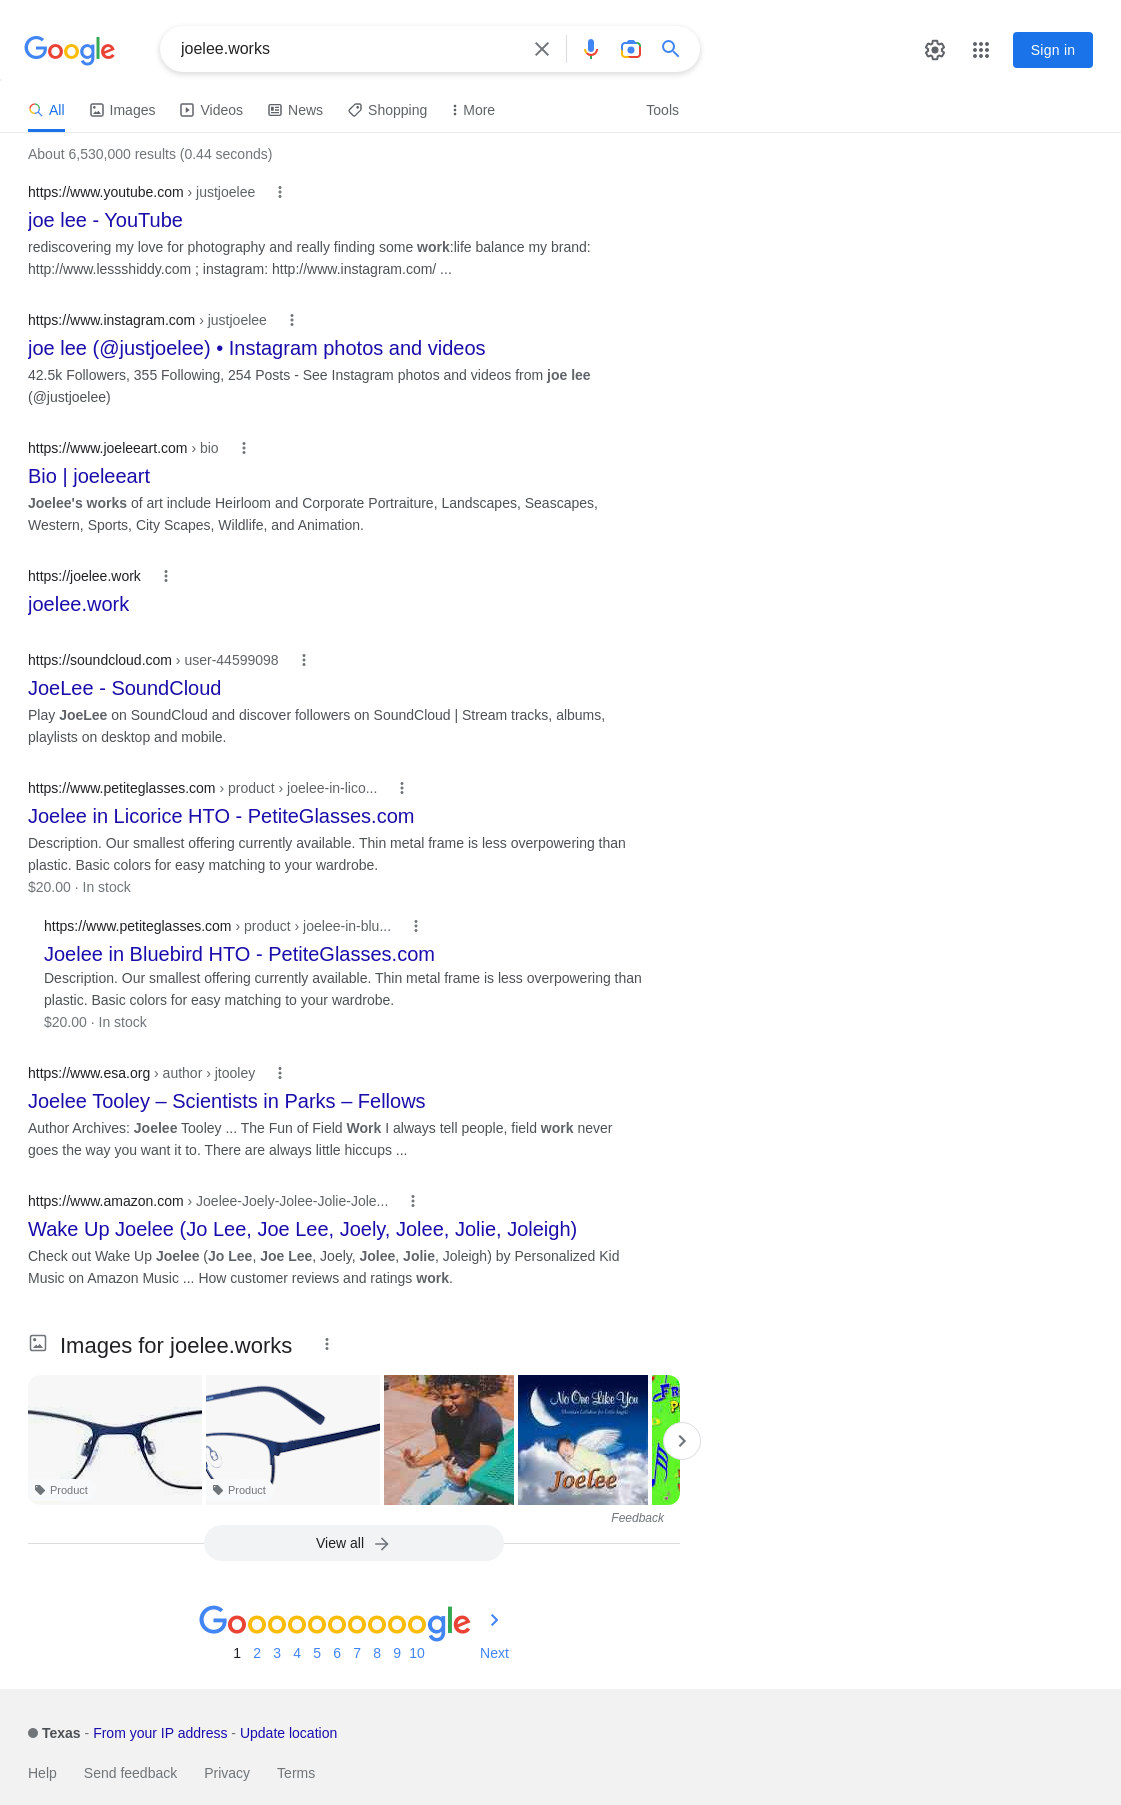 Google
joelee.works
Sign in
All
Images
Videos
News
Shopping
More
Tools
About 6,530,000 results (0.44 seconds)
https://www.youtube.com › justjoelee
joe lee - YouTube
rediscovering my love for photography and really finding some work:life balance my brand:
http://www.lessshiddy.com ; instagram: http://www.instagram.com/ ...
https://www.instagram.com › justjoelee
joe lee (@justjoelee) • Instagram photos and videos
42.5k Followers, 355 Following, 254 Posts - See Instagram photos and videos from joe lee
(@justjoelee)
https://www.joeleeart.com › bio
Bio | joeleeart
Joelee's works of art include Heirloom and Corporate Portraiture, Landscapes, Seascapes,
Western, Sports, City Scapes, Wildlife, and Animation.
https://joelee.work
joelee.work
https://soundcloud.com › user-44599098
JoeLee - SoundCloud
Play JoeLee on SoundCloud and discover followers on SoundCloud | Stream tracks, albums,
playlists on desktop and mobile.
https://www.petiteglasses.com › product › joelee-in-lico...
Joelee in Licorice HTO - PetiteGlasses.com
Description. Our smallest offering currently available. Thin metal frame is less overpowering than
plastic. Basic colors for easy matching to your wardrobe.
$20.00 · In stock
https://www.petiteglasses.com › product › joelee-in-blu...
Joelee in Bluebird HTO - PetiteGlasses.com
Description. Our smallest offering currently available. Thin metal frame is less overpowering than
plastic. Basic colors for easy matching to your wardrobe.
$20.00 · In stock
https://www.esa.org › author › jtooley
Joelee Tooley – Scientists in Parks – Fellows
Author Archives: Joelee Tooley ... The Fun of Field Work I always tell people, field work never
goes the way you want it to. There are always little hiccups ...
https://www.amazon.com › Joelee-Joely-Jolee-Jolie-Jole...
Wake Up Joelee (Jo Lee, Joe Lee, Joely, Jolee, Jolie, Joleigh)
Check out Wake Up Joelee (Jo Lee, Joe Lee, Joely, Jolee, Jolie, Joleigh) by Personalized Kid
Music on Amazon Music ... How customer reviews and ratings work.
Images for joelee.works
Product
Product
No One Like You
Christian Lullabies for Little Angels
Joelee
Feedback
View all
Goooooooooogle
1 2 3 4 5 6 7 8 9 10 Next
Texas - From your IP address - Update location
Help Send feedback Privacy Terms